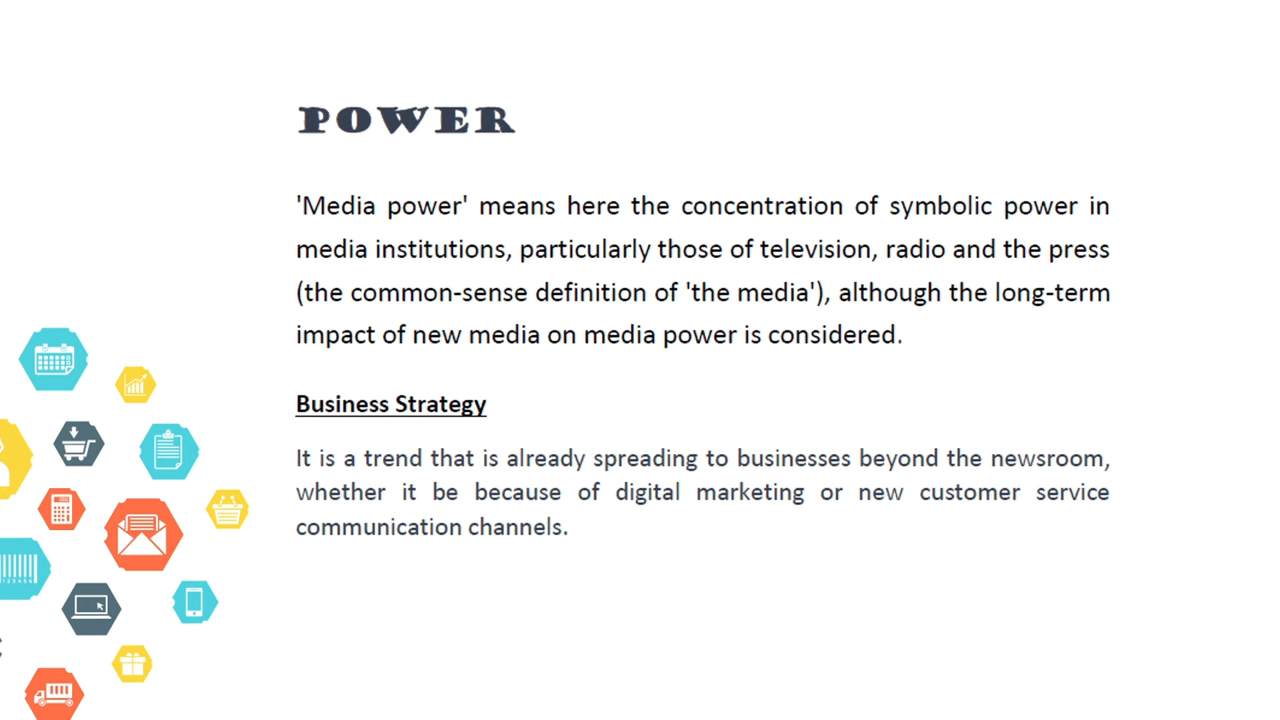 POWER
'Media power' means here the concentration of symbolic power in
media institutions, particularly those of television, radio and the press
(the common-sense definition of 'the media'), although the long-term
impact of new media on media power is considered.
Business Strategy
It is a trend that is already spreading to businesses beyond the newsroom,
whether it be because of digital marketing or new customer service
communication channels.